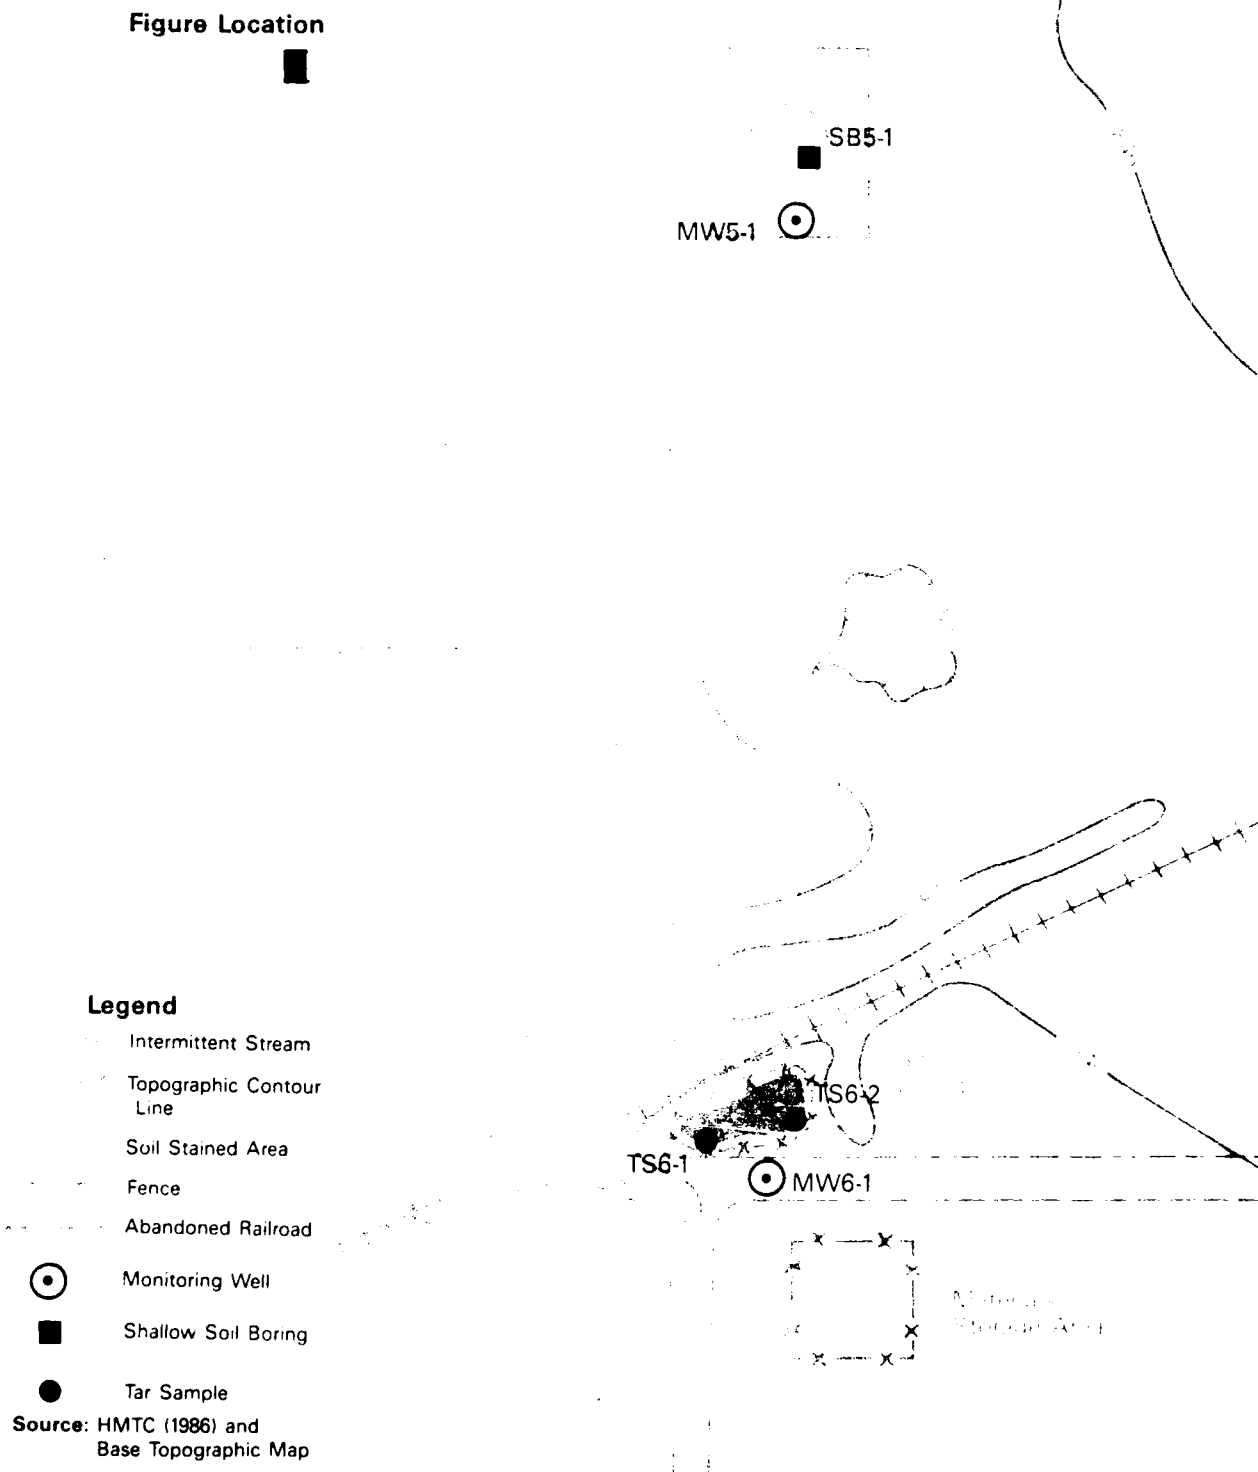 Figure Location
SB5-1
MW5-1
Legend
Intermittent Stream
Topographic Contour
Line
Soil Stained Area
Fence
Abandoned Railroad
Monitoring Well
Shallow Soil Boring
Tar Sample
Source: HMTC (1986) and
Base Topographic Map
TS6-2
TS6-1
MW6-1
Storage Area